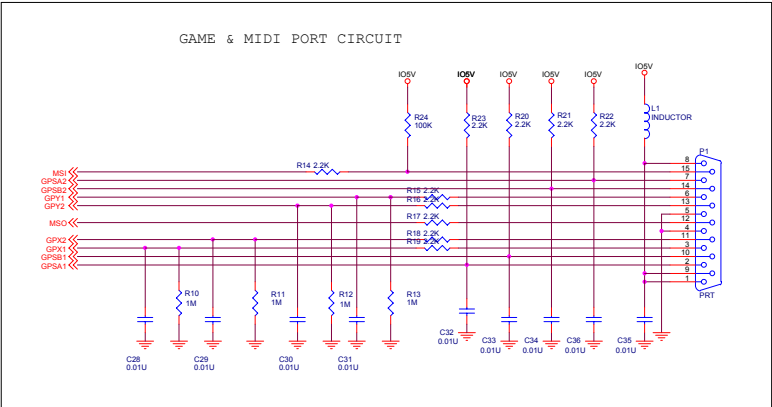 GAME & MIDI PORT CIRCUIT
IO5V
IO5V
IO5V
IO5V
IO5V
IO5V
R24
100K
R23
2.2K
R20
2.2K
R21
2.2K
R22
2.2K
L1
INDUCTOR
P1
R14 2.2K
MSI
GPSA2
GPSB2
GPY1
GPY2
MSO
GPX2
GPX1
GPSB1
GPSA1
R15 2.2K
R16 2.2K
R17 2.2K
R18 2.2K
R19 2.2K
8
15
7
14
6
13
5
12
4
11
3
10
2
9
1
PRT
R10
1M
R11
1M
R12
1M
R13
1M
C28
0.01U
C29
0.01U
C30
0.01U
C31
0.01U
C32
0.01U
C33
0.01U
C34
0.01U
C36
0.01U
C35
0.01U